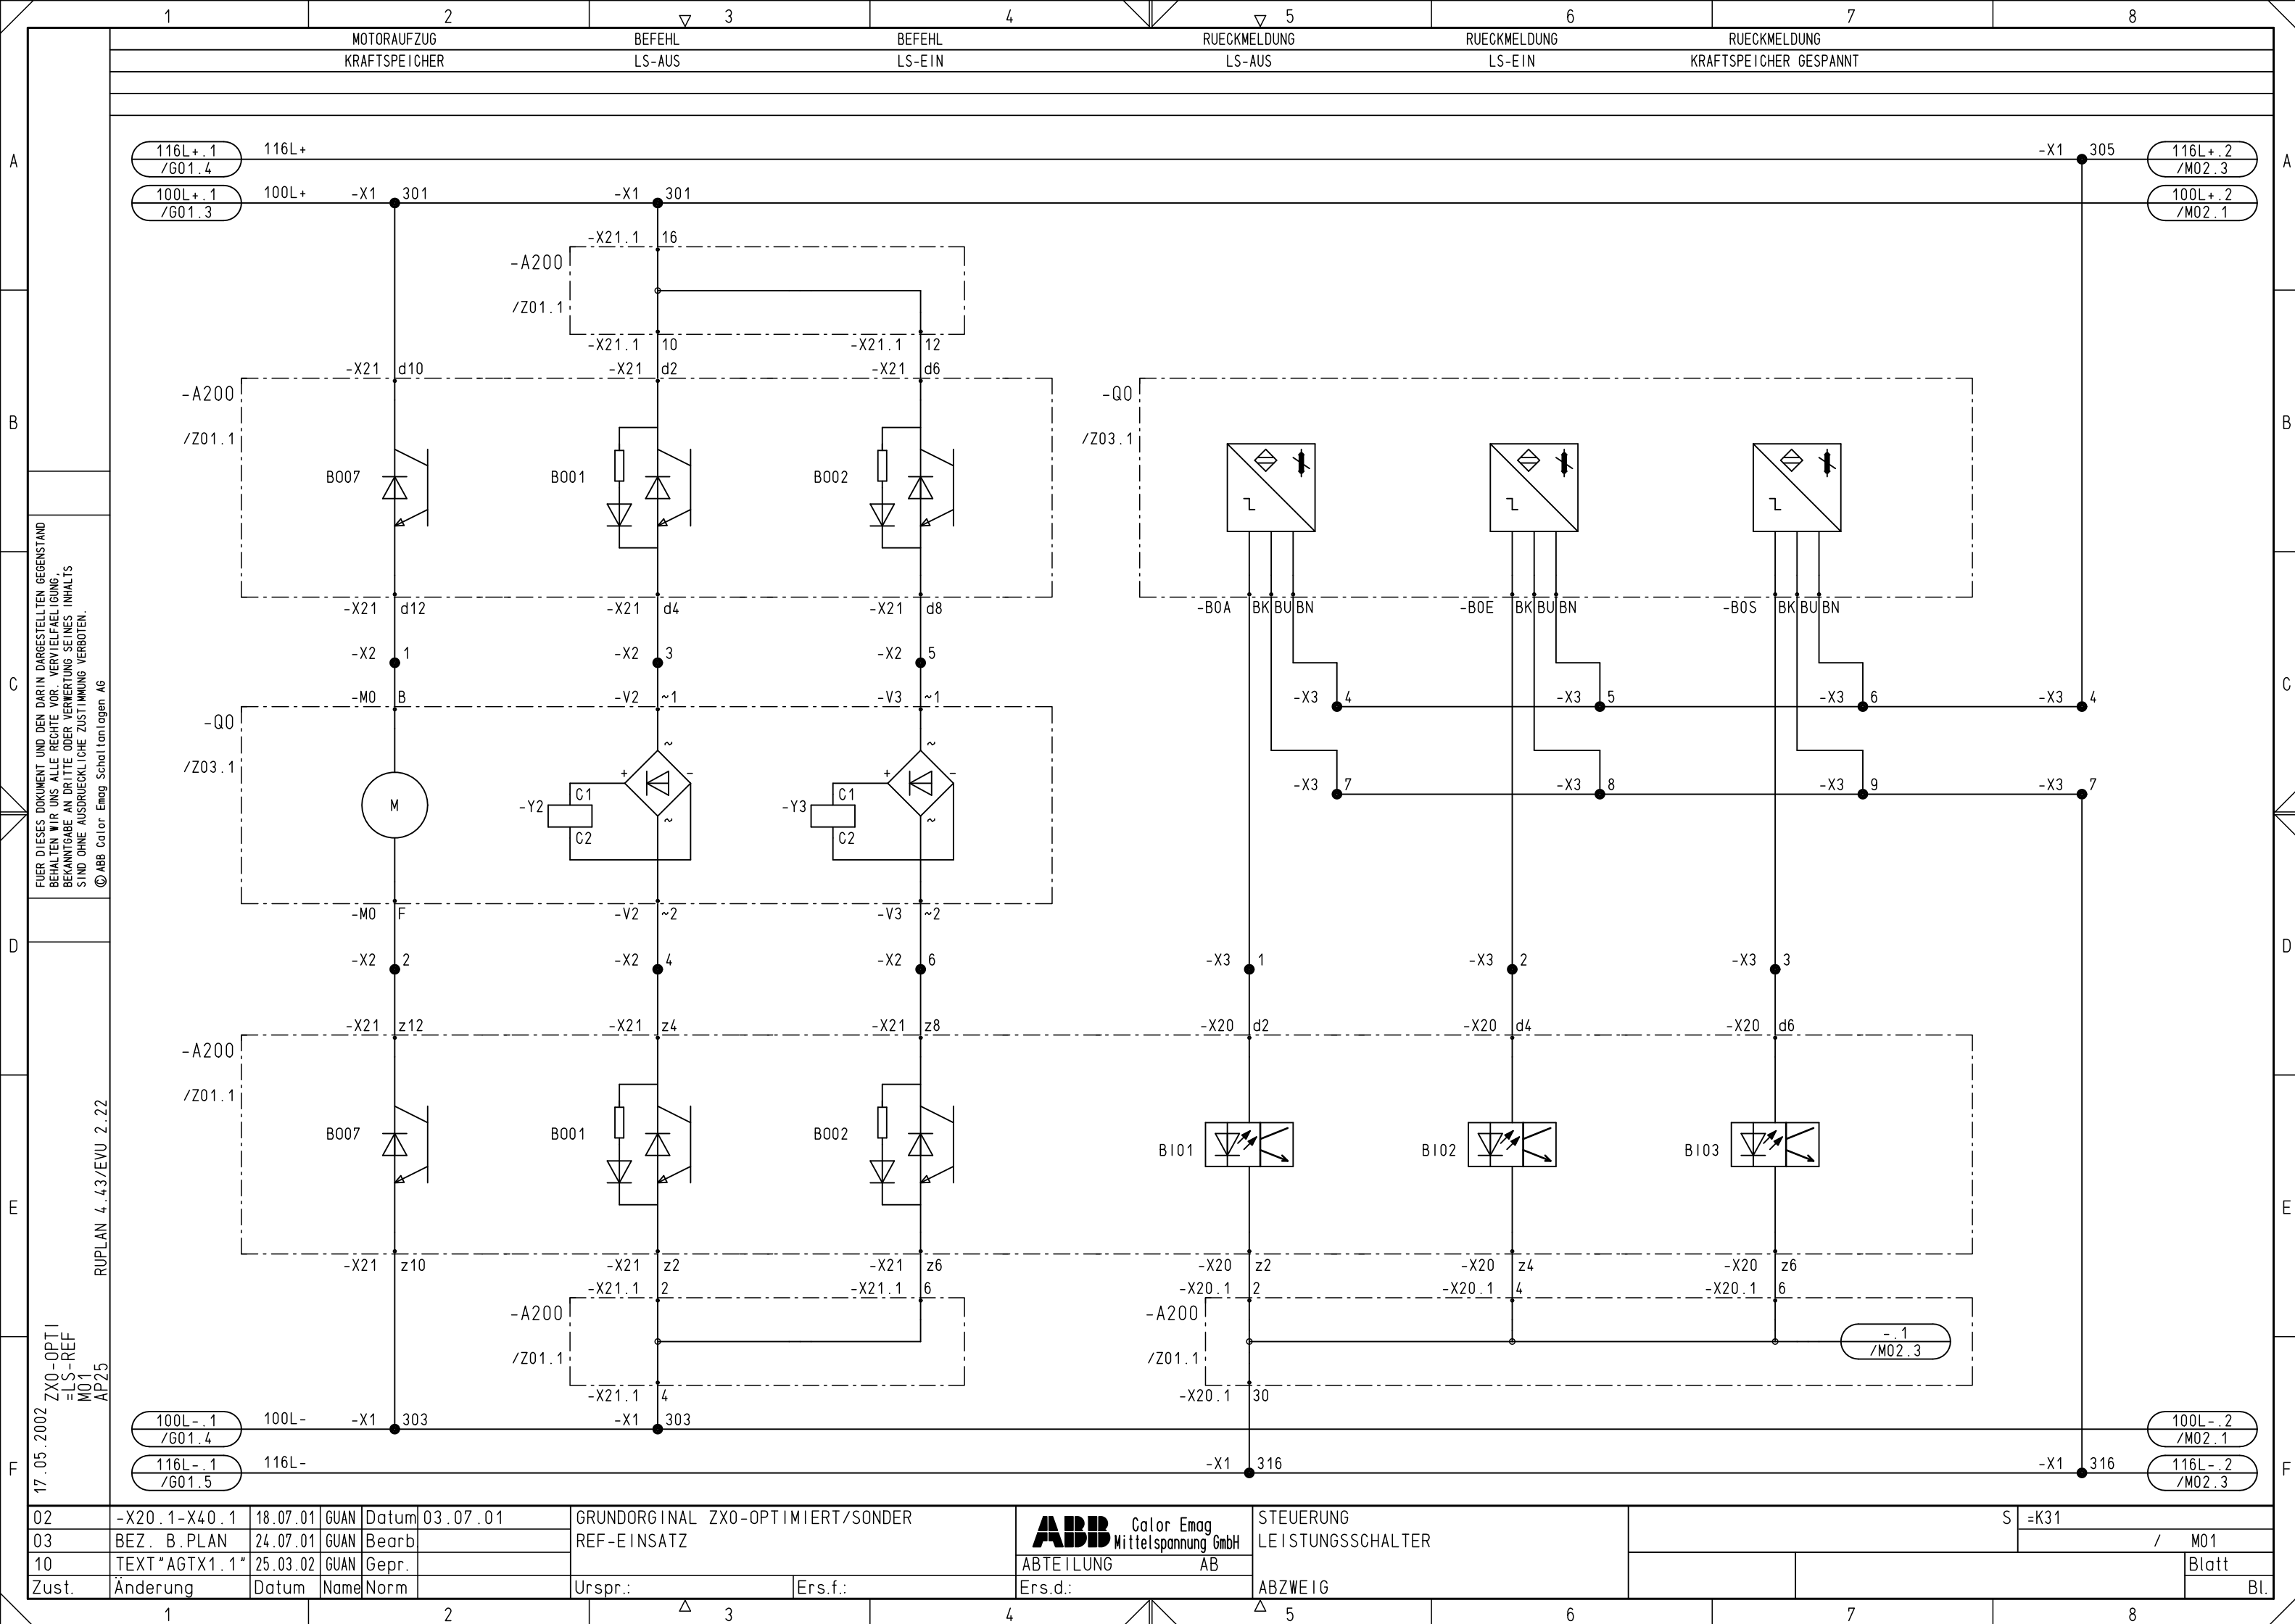 1 2 3 4 5 6 7 8
MOTORAUFZUG BEFEHL BEFEHL RUECKMELDUNG RUECKMELDUNG RUECKMELDUNG
KRAFTSPEICHER LS-AUS LS-EIN LS-AUS LS-EIN KRAFTSPEICHER GESPANNT
A 116L+.1 116L+ -X1 305 116L+.2 A
/G01.4 /M02.3
100L+.1 100L+ -X1 301 -X1 301 100L+.2
/G01.3 /M02.1
-X21.1 16
-A200
/Z01.1
-X21.1 10 -X21.1 12
-X21 d10 -X21 d2 -X21 d6
-A200 -Q0
B B
/Z01.1 /Z03.1
BO07 BO01 BO02
-X21 d12 -X21 d4 -X21 d8 -B0A BK BU BN -B0E BK BU BN -B0S BK BU BN
-X2 1 -X2 3 -X2 5
C C
-M0 B -V2 ~1 -V3 ~1 -X3 4 -X3 5 -X3 6 -X3 4
-Q0
~ ~
/Z03.1 + - + -
-X3 7 -X3 8 -X3 9 -X3 7
C1 C1
M -Y2 -Y3
~ ~
C2 C2
-M0 F -V2 ~2 -V3 ~2
D D
-X2 2 -X2 4 -X2 6 -X3 1 -X3 2 -X3 3
-X21 z12 -X21 z4 -X21 z8 -X20 d2 -X20 d4 -X20 d6
-A200
/Z01.1
BO07 BO01 BO02 BI01 BI02 BI03
E E
-X21 z10 -X21 z2 -X21 z6 -X20 z2 -X20 z4 -X20 z6
-X21.1 2 -X21.1 6 -X20.1 2 -X20.1 4 -X20.1 6
-A200 -A200
-.1
/M02.3
/Z01.1 /Z01.1
-X21.1 4 -X20.1 30
100L-.1 100L- -X1 303 -X1 303 100L-.2
/G01.4 /M02.1
F 116L-.1 116L- -X1 316 -X1 316 116L-.2 F
/G01.5 /M02.3
FUER DIESES DOKUMENT UND DEN DARIN DARGESTELLTEN GEGENSTAND
BEHALTEN WIR UNS ALLE RECHTE VOR. VERVIELFAELIGUNG,
BEKANNTGABE AN DRITTE ODER VERWERTUNG SEINES INHALTS
SIND OHNE AUSDRUECKLICHE ZUSTIMMUNG VERBOTEN.
© ABB Calor Emag Schaltanlagen AG
RUPLAN 4.43/EVU 2.22
17.05.2002
ZX0-OPTI
=LS-REF
M01
AP25
02 -X20.1-X40.1 18.07.01 GUAN Datum 03.07.01 GRUNDORGINAL ZX0-OPTIMIERT/SONDER ABB Calor Emag STEUERUNG S =K31
03 BEZ. B.PLAN 24.07.01 GUAN Bearb REF-EINSATZ Mittelspannung GmbH LEISTUNGSSCHALTER / M01
10 TEXT"AGTX1.1" 25.03.02 GUAN Gepr. ABTEILUNG AB Blatt
Zust. Änderung Datum Name Norm Urspr.: Ers.f.: Ers.d.: ABZWEIG Bl.
1 2 3 4 5 6 7 8